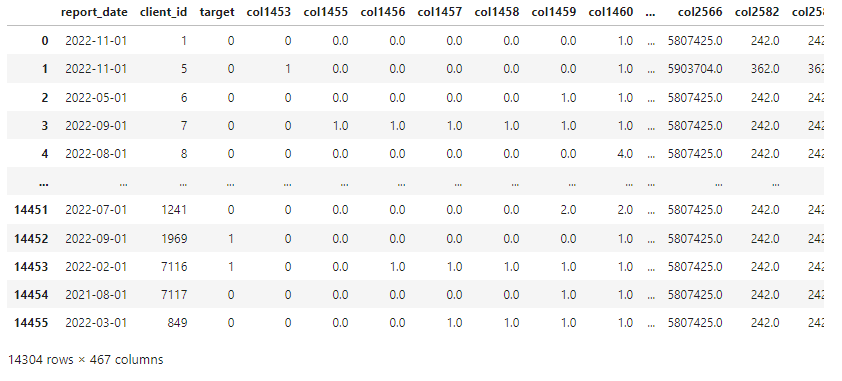 report_date client_id target col1453 col1455 col1456 col1457 col1458 col1459 col1460 ... col2566 col2582 col258
0 2022-11-01 1 0 0 0.0 0.0 0.0 0.0 0.0 1.0 ... 5807425.0 242.0 242
1 2022-11-01 5 0 1 0.0 0.0 0.0 0.0 0.0 1.0 ... 5903704.0 362.0 362
2 2022-05-01 6 0 0 0.0 0.0 0.0 0.0 1.0 1.0 ... 5807425.0 242.0 242
3 2022-09-01 7 0 0 1.0 1.0 1.0 1.0 1.0 1.0 ... 5807425.0 242.0 242
4 2022-08-01 8 0 0 0.0 0.0 0.0 0.0 0.0 4.0 ... 5807425.0 242.0 242
... ... ... ... ... ... ... ... ... ... ... ... ... ...
14451 2022-07-01 1241 0 0 0.0 0.0 0.0 0.0 2.0 2.0 ... 5807425.0 242.0 242
14452 2022-09-01 1969 1 0 0.0 0.0 0.0 0.0 0.0 1.0 ... 5807425.0 242.0 242
14453 2022-02-01 7116 1 0 0.0 1.0 1.0 1.0 1.0 1.0 ... 5807425.0 242.0 242
14454 2021-08-01 7117 0 0 0.0 0.0 0.0 0.0 1.0 1.0 ... 5807425.0 242.0 242
14455 2022-03-01 849 0 0 0.0 0.0 1.0 1.0 1.0 1.0 ... 5807425.0 242.0 242
14304 rows × 467 columns